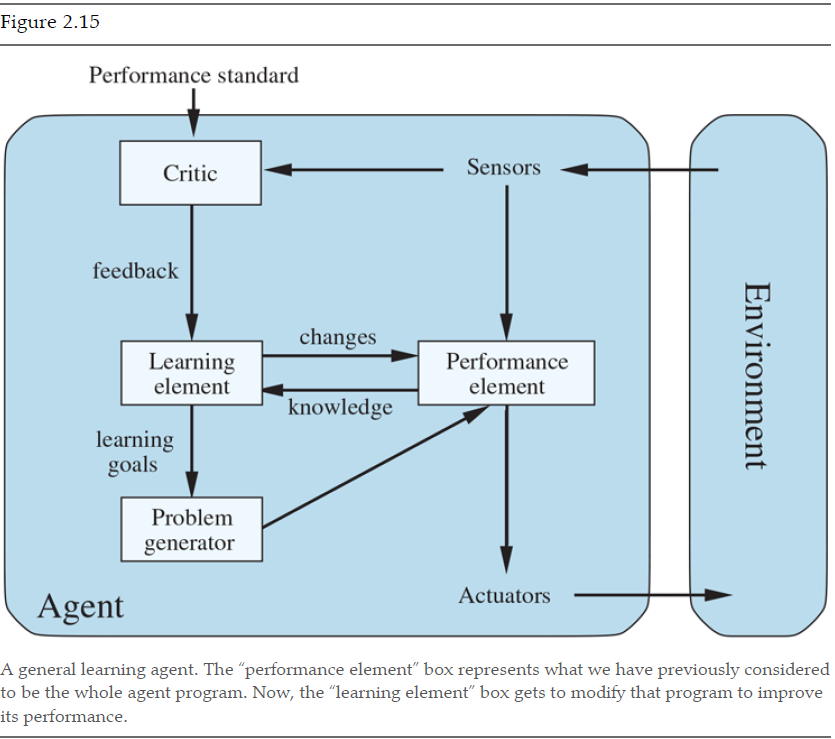 Figure 2.15
Performance standard
Critic
Sensors
feedback
changes
Learning
element
Performance
element
knowledge
learning
goals
Problem
generator
Agent
Actuators
Environment
A general learning agent. The “performance element” box represents what we have previously considered
to be the whole agent program. Now, the “learning element” box gets to modify that program to improve
its performance.